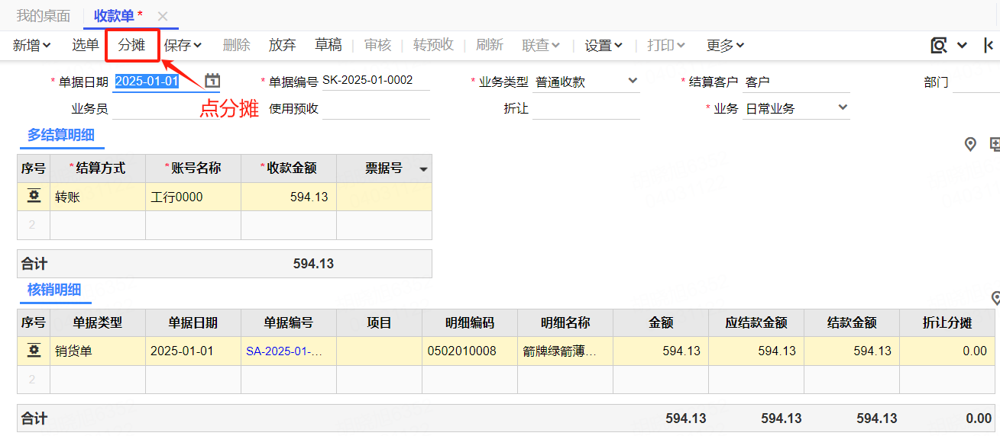 我的桌面 收款单 * ×
新增 选单 分摊 保存 删除 放弃 草稿 审核 转预收 刷新 联查 设置 打印 更多
* 单据日期 2025-01-01 * 单据编号 SK-2025-01-0002 * 业务类型 普通收款 * 结算客户 客户 部门
业务员 点分摊 使用预收 折让 * 业务 日常业务
多结算明细
序号 *结算方式 *账号名称 *收款金额 票据号
转账 工行0000 594.13
2
合计 594.13
核销明细
序号 单据类型 单据日期 单据编号 项目 明细编码 明细名称 金额 应结款金额 结款金额 折让分摊
销货单 2025-01-01 SA-2025-01-... 0502010008 箭牌绿箭薄... 594.13 594.13 594.13 0.00
2
合计 594.13 594.13 594.13 0.00